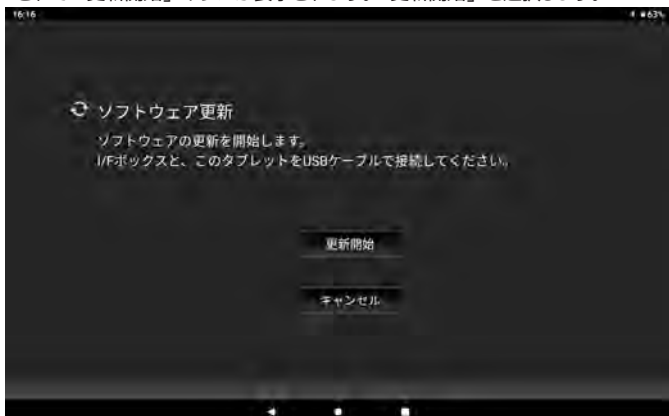 16:16
63%
ソフトウェア更新
ソフトウェアの更新を開始します。
I/Fボックスと、このタブレットをUSBケーブルで接続してください。
更新開始
キャンセル